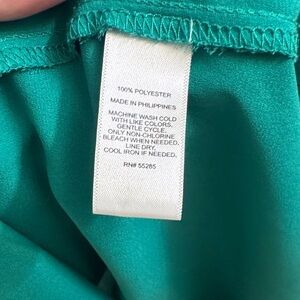 100% POLYESTER
MADE IN PHILIPPINES
MACHINE WASH COLD
WITH LIKE COLORS,
GENTLE CYCLE.
ONLY NON-CHLORINE
BLEACH WHEN NEEDED.
LINE DRY.
COOL IRON IF NEEDED.
RN# 55285